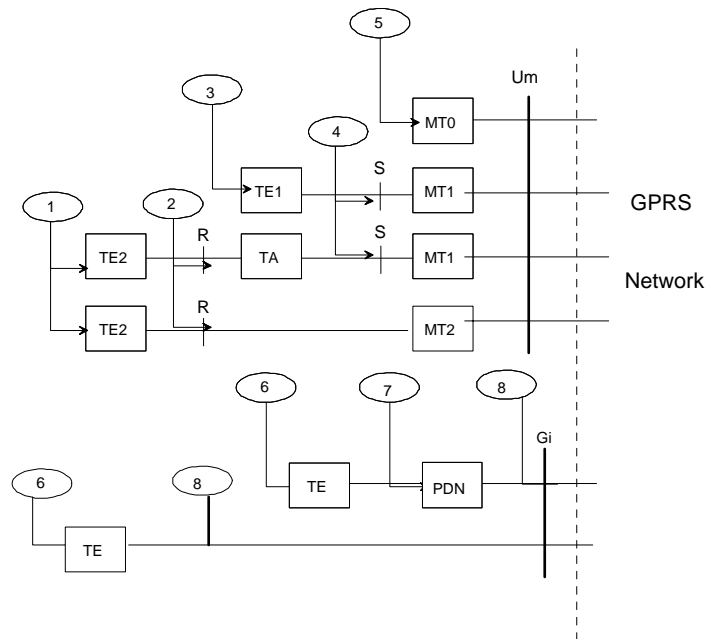 5
Um
3
MT0
4
S
TE1
MT1
GPRS
1
2
R
S
TE2
TA
MT1
Network
R
TE2
MT2
6
7
8
Gi
6
8
TE
PDN
TE